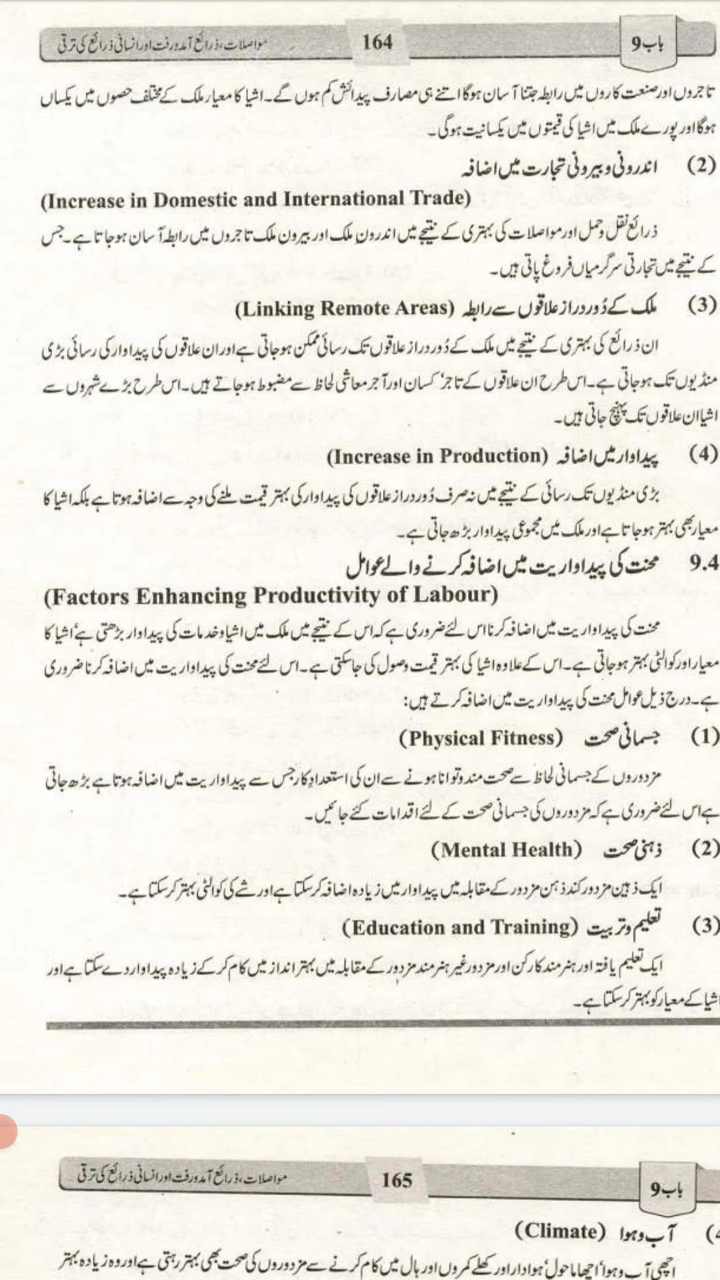 باب 9
164
مواصلات، ذرائع آمدورفت اور انسانی ذرائع کی ترقی
تاجروں اور صنعت کاروں میں رابطہ جتنا آسان ہوگا اتنے ہی مصارف پیدائش کم ہوں گے۔ اشیا کا معیار ملک کے مختلف حصوں میں یکساں
ہوگا اور پورے ملک میں اشیا کی قیمتوں میں یکسانیت ہوگی۔
(2) اندرونی و بیرونی تجارت میں اضافہ
(Increase in Domestic and International Trade)
ذرائع نقل و حمل اور مواصلات کی بہتری کے نتیجے میں اندرون ملک اور بیرون ملک تاجروں میں رابطہ آسان ہو جاتا ہے۔ جس
کے نتیجے میں تجارتی سرگرمیاں فروغ پاتی ہیں۔
(3) ملک کے دُور دراز علاقوں سے رابطہ (Linking Remote Areas)
ان ذرائع کی بہتری کے نتیجے میں ملک کے دُور دراز علاقوں تک رسائی ممکن ہو جاتی ہے اور ان علاقوں کی پیداوار کی رسائی بڑی
منڈیوں تک ہو جاتی ہے۔ اس طرح ان علاقوں کے تاجر، کسان اور آجر معاشی لحاظ سے مضبوط ہو جاتے ہیں۔ اس طرح بڑے شہروں سے
اشیا ان علاقوں تک پہنچ جاتی ہیں۔
(4) پیداوار میں اضافہ (Increase in Production)
بڑی منڈیوں تک رسائی کے نتیجے میں نہ صرف دُور دراز علاقوں کی پیداوار کی بہتر قیمت ملنے کی وجہ سے اضافہ ہوتا ہے بلکہ اشیا کا
معیار بھی بہتر ہو جاتا ہے اور ملک میں مجموعی پیداوار بڑھ جاتی ہے۔
9.4 محنت کی پیداواریت میں اضافہ کرنے والے عوامل
(Factors Enhancing Productivity of Labour)
محنت کی پیداواریت میں اضافہ کرنا اس لئے ضروری ہے کہ اس کے نتیجے میں ملک میں اشیا و خدمات کی پیداوار بڑھتی ہے، اشیا کا
معیار اور کوالٹی بہتر ہو جاتی ہے۔ اس کے علاوہ اشیا کی بہتر قیمت وصول کی جاسکتی ہے۔ اس لئے محنت کی پیداواریت میں اضافہ کرنا ضروری
ہے۔ درج ذیل عوامل محنت کی پیداواریت میں اضافہ کرتے ہیں:
(1) جسمانی صحت (Physical Fitness)
مزدوروں کے جسمانی لحاظ سے صحت مند و توانا ہونے سے ان کی استعداد کار جس سے پیداواریت میں اضافہ ہوتا ہے بڑھ جاتی
ہے اس لئے ضروری ہے کہ مزدوروں کی جسمانی صحت کے لئے اقدامات کئے جائیں۔
(2) ذہنی صحت (Mental Health)
ایک ذہین مزدور کند ذہن مزدور کے مقابلہ میں پیداوار میں زیادہ اضافہ کرسکتا ہے اور شے کی کوالٹی بہتر کرسکتا ہے۔
(3) تعلیم و تربیت (Education and Training)
ایک تعلیم یافتہ اور ہنر مند کارکن اور مزدور غیر ہنر مند مزدور کے مقابلہ میں بہتر انداز میں کام کرکے زیادہ پیداوار دے سکتا ہے اور
اشیا کے معیار کو بہتر کرسکتا ہے۔
باب 9
165
مواصلات، ذرائع آمدورفت اور انسانی ذرائع کی ترقی
آب و ہوا (Climate)
اچھی آب و ہوا، اچھا ماحول، ہوادار اور کھلے کمروں اور ہال میں کام کرنے سے مزدوروں کی صحت بھی بہتر رہتی ہے اور وہ زیادہ بہتر